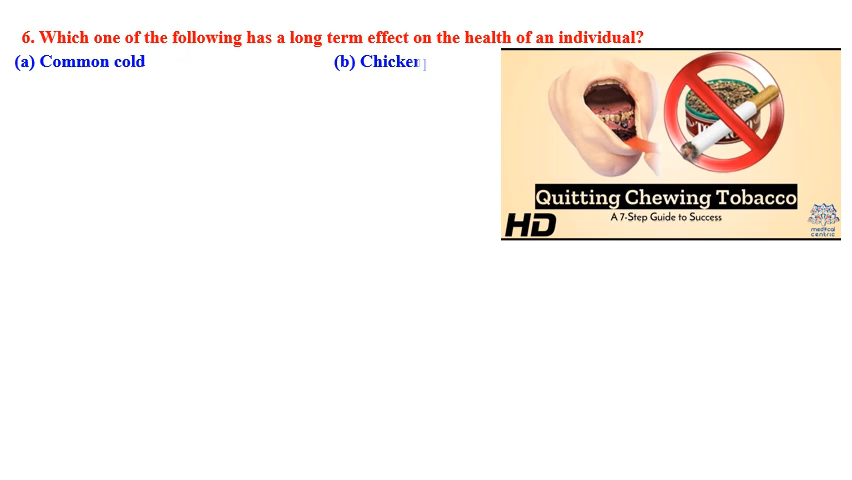 6. Which one of the following has a long term effect on the health of an individual?
(a) Common cold (b) Chicken
Quitting Chewing Tobacco
A 7-Step Guide to Success
HD
medical
centric